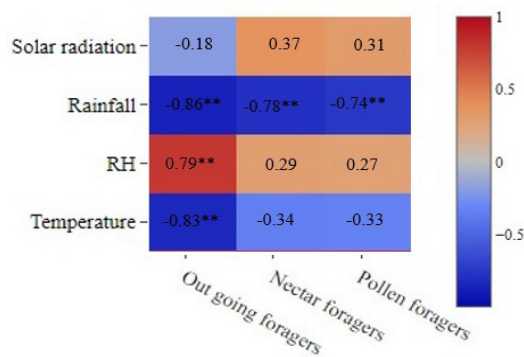 Solar radiation -0.18 0.37 0.31
Rainfall -0.86** -0.78** -0.74**
RH 0.79** 0.29 0.27
Temperature -0.83** -0.34 -0.33
Out going foragers
Nectar foragers
Pollen foragers
1
0.5
0
−0.5